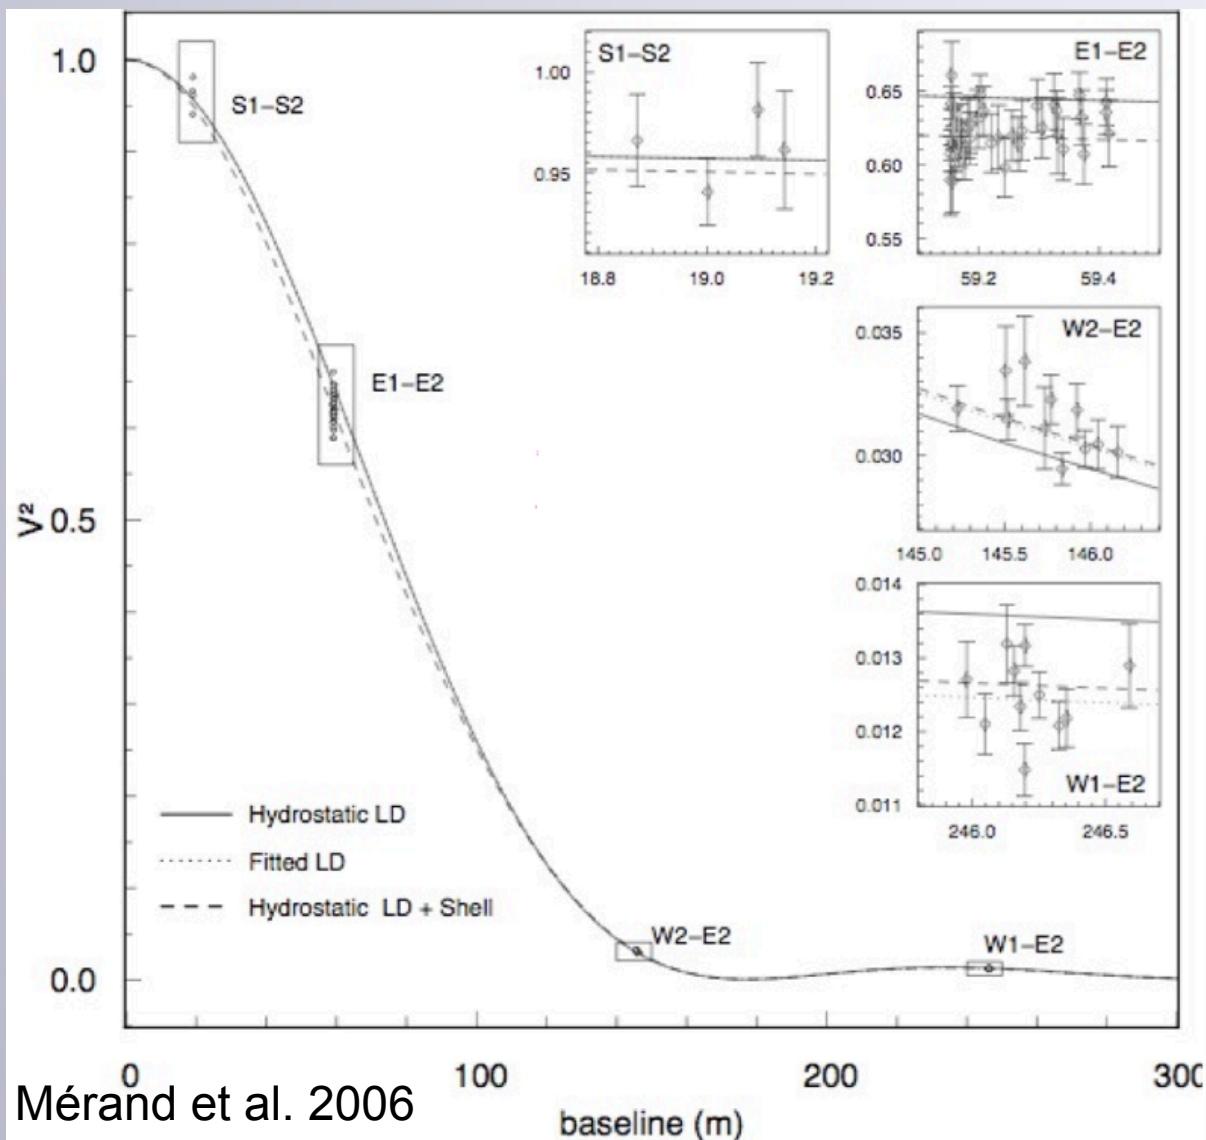 1.0
S1–S2
E1–E2
V² 0.5
Hydrostatic LD
Fitted LD
Hydrostatic LD + Shell
W2–E2
W1–E2
0.0
0 100 200 300
baseline (m)
S1–S2
1.00
0.95
18.8 19.0 19.2
E1–E2
0.65
0.60
0.55
59.2 59.4
W2–E2
0.035
0.030
145.0 145.5 146.0
0.014
0.013
0.012
0.011
W1–E2
246.0 246.5
Mérand et al. 2006